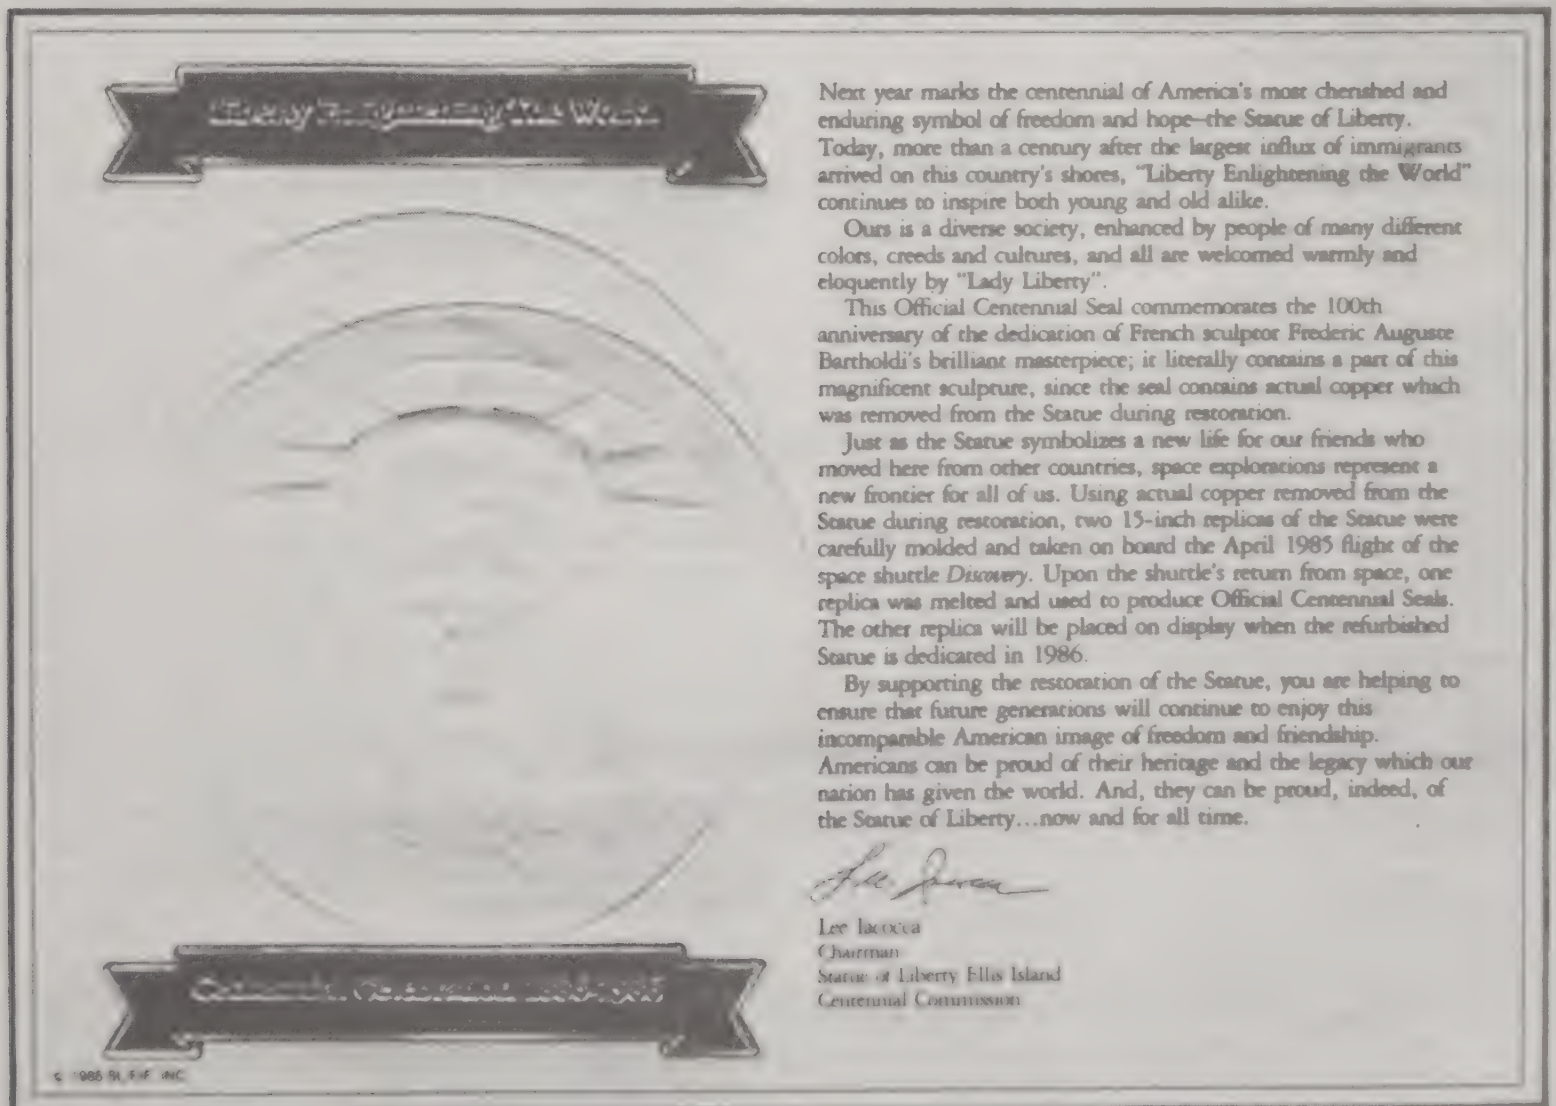 Liberty Enlightening the World
Next year marks the centennial of America's most cherished and
enduring symbol of freedom and hope—the Statue of Liberty.
Today, more than a century after the largest influx of immigrants
arrived on this country's shores, "Liberty Enlightening the World"
continues to inspire both young and old alike.
Ours is a diverse society, enhanced by people of many different
colors, creeds and cultures, and all are welcomed warmly and
eloquently by "Lady Liberty".
This Official Centennial Seal commemorates the 100th
anniversary of the dedication of French sculptor Frederic Auguste
Bartholdi's brilliant masterpiece; it literally contains a part of this
magnificent sculpture, since the seal contains actual copper which
was removed from the Statue during restoration.
Just as the Statue symbolizes a new life for our friends who
moved here from other countries, space explorations represent a
new frontier for all of us. Using actual copper removed from the
Statue during restoration, two 15-inch replicas of the Statue were
carefully molded and taken on board the April 1985 flight of the
space shuttle Discovery. Upon the shuttle's return from space, one
replica was melted and used to produce Official Centennial Seals.
The other replica will be placed on display when the refurbished
Statue is dedicated in 1986.
By supporting the restoration of the Statue, you are helping to
ensure that future generations will continue to enjoy this
incomparable American image of freedom and friendship.
Americans can be proud of their heritage and the legacy which our
nation has given the world. And, they can be proud, indeed, of
the Statue of Liberty...now and for all time.
Lee Iacocca
Lee Iacocca
Chairman
Statue of Liberty Ellis Island
Centennial Commission
Centennial
INC.